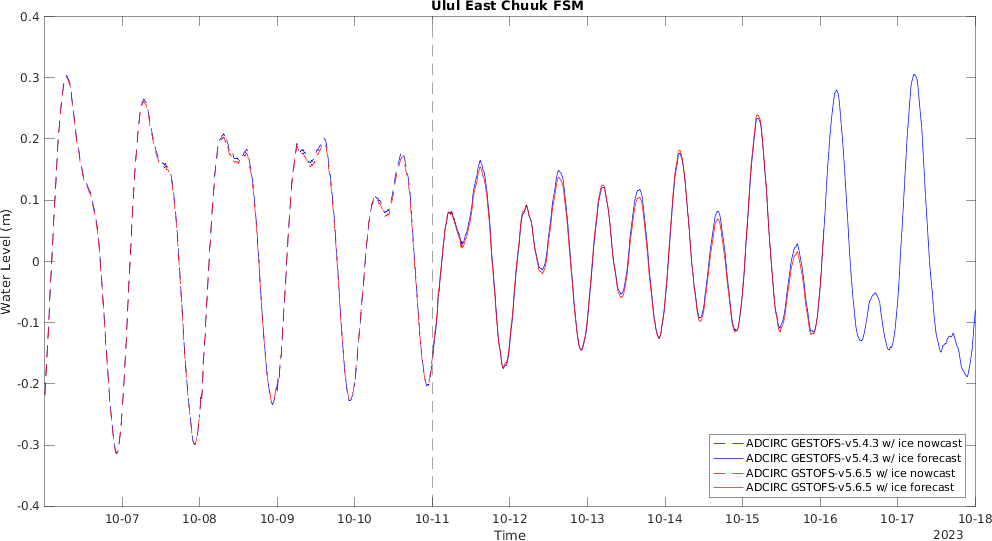 Ulul East Chuuk FSM
0.4
0.3
0.2
0.1
0
-0.1
-0.2
-0.3
-0.4
Water Level (m)
ADCIRC GESTOFS-v5.4.3 w/ ice nowcast
ADCIRC GESTOFS-v5.4.3 w/ ice forecast
ADCIRC GSTOFS-v5.6.5 w/ ice nowcast
ADCIRC GSTOFS-v5.6.5 w/ ice forecast
10-07 10-08 10-09 10-10 10-11 10-12 10-13 10-14 10-15 10-16 10-17 10-18
Time
2023